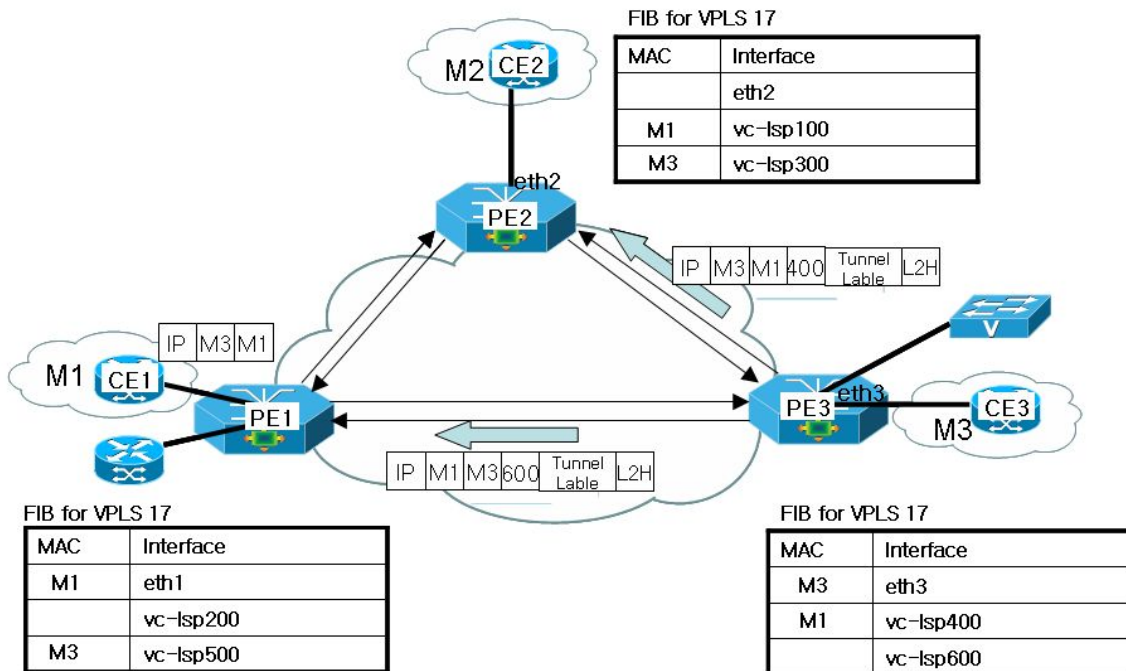 FIB for VPLS 17
MAC Interface
eth2
M1 vc-lsp100
M3 vc-lsp300
M2 CE2
eth2
PE2
IP M3 M1 400 Tunnel Lable L2H
V
IP M3 M1
M1 CE1
PE1
eth3
PE3
CE3
M3
IP M1 M3 600 Tunnel Lable L2H
FIB for VPLS 17
MAC Interface
M1 eth1
vc-lsp200
M3 vc-lsp500
FIB for VPLS 17
MAC Interface
M3 eth3
M1 vc-lsp400
vc-lsp600